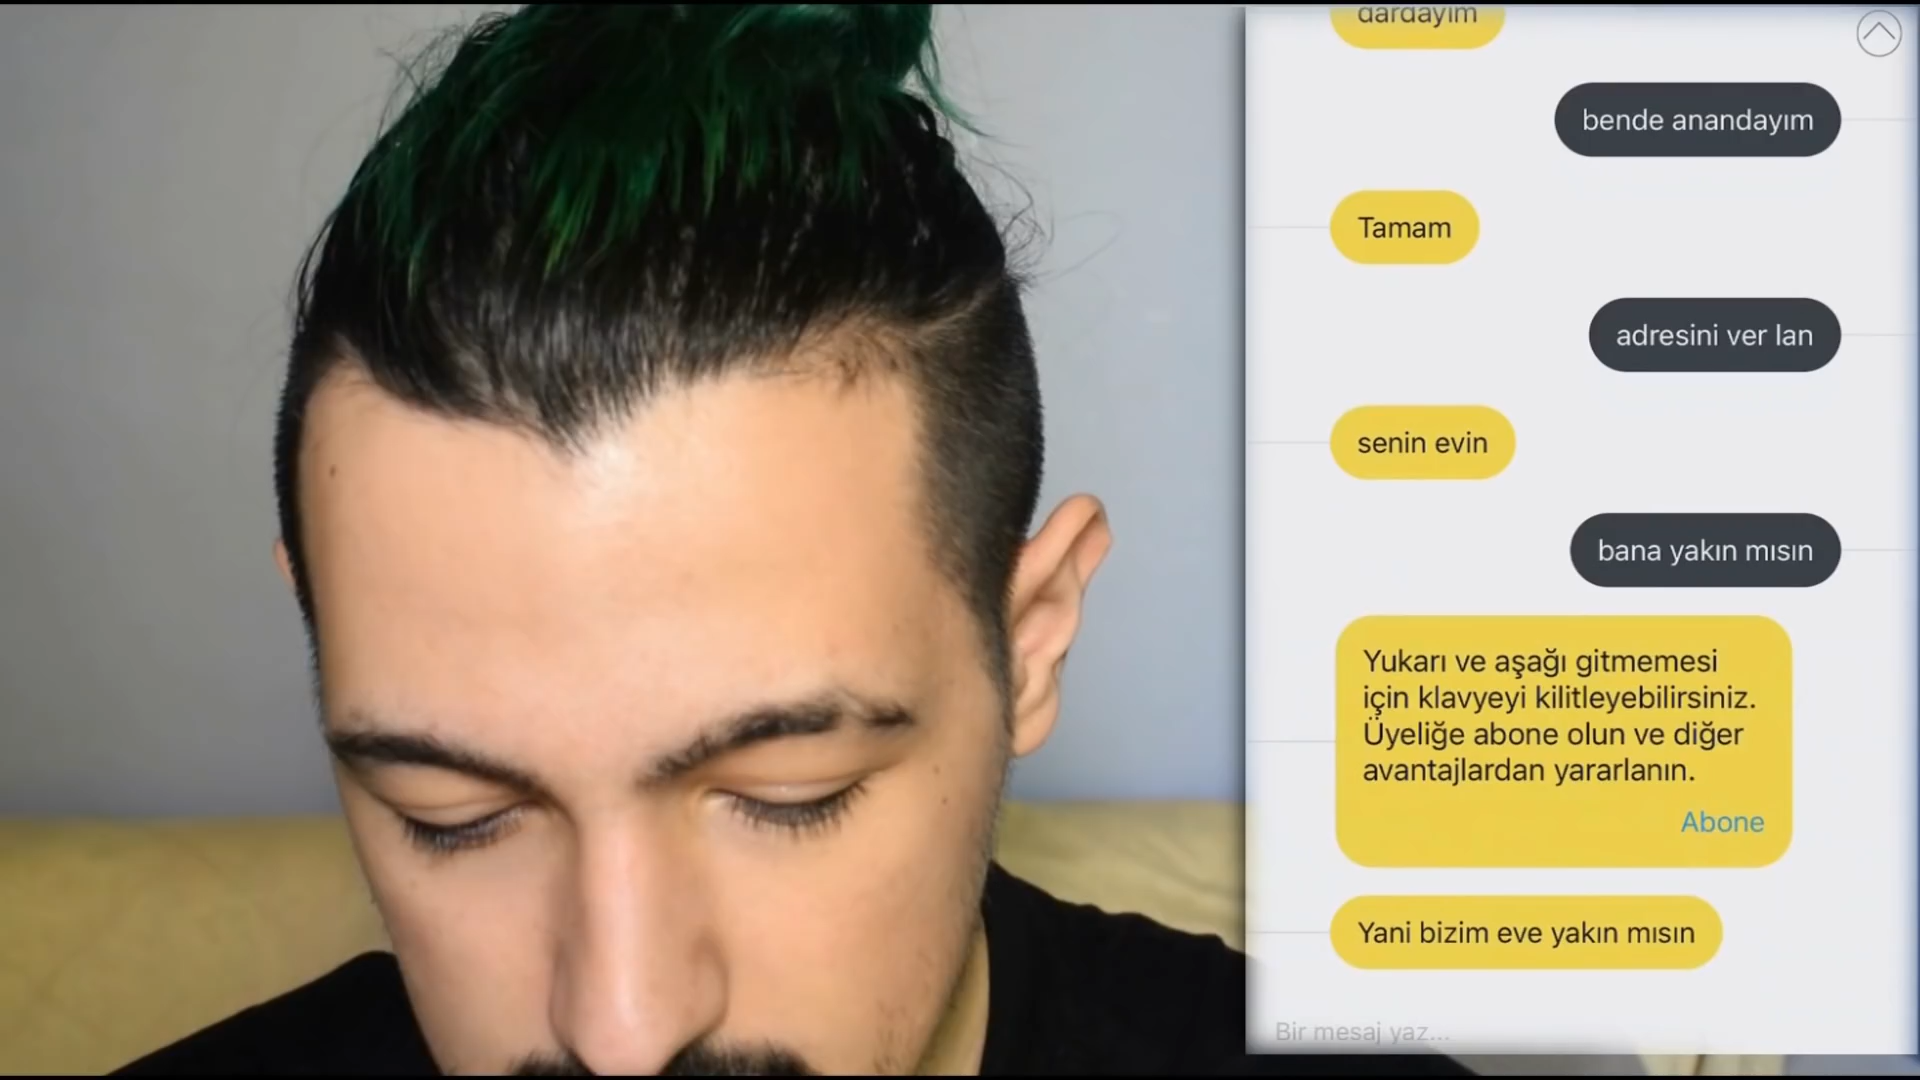 dardayım
bende anandayım
Tamam
adresini ver lan
senin evin
bana yakın mısın
Yukarı ve aşağı gitmemesi
için klavyeyi kilitleyebilirsiniz.
Üyeliğe abone olun ve diğer
avantajlardan yararlanın.
Abone
Yani bizim eve yakın mısın
Bir mesaj yaz...